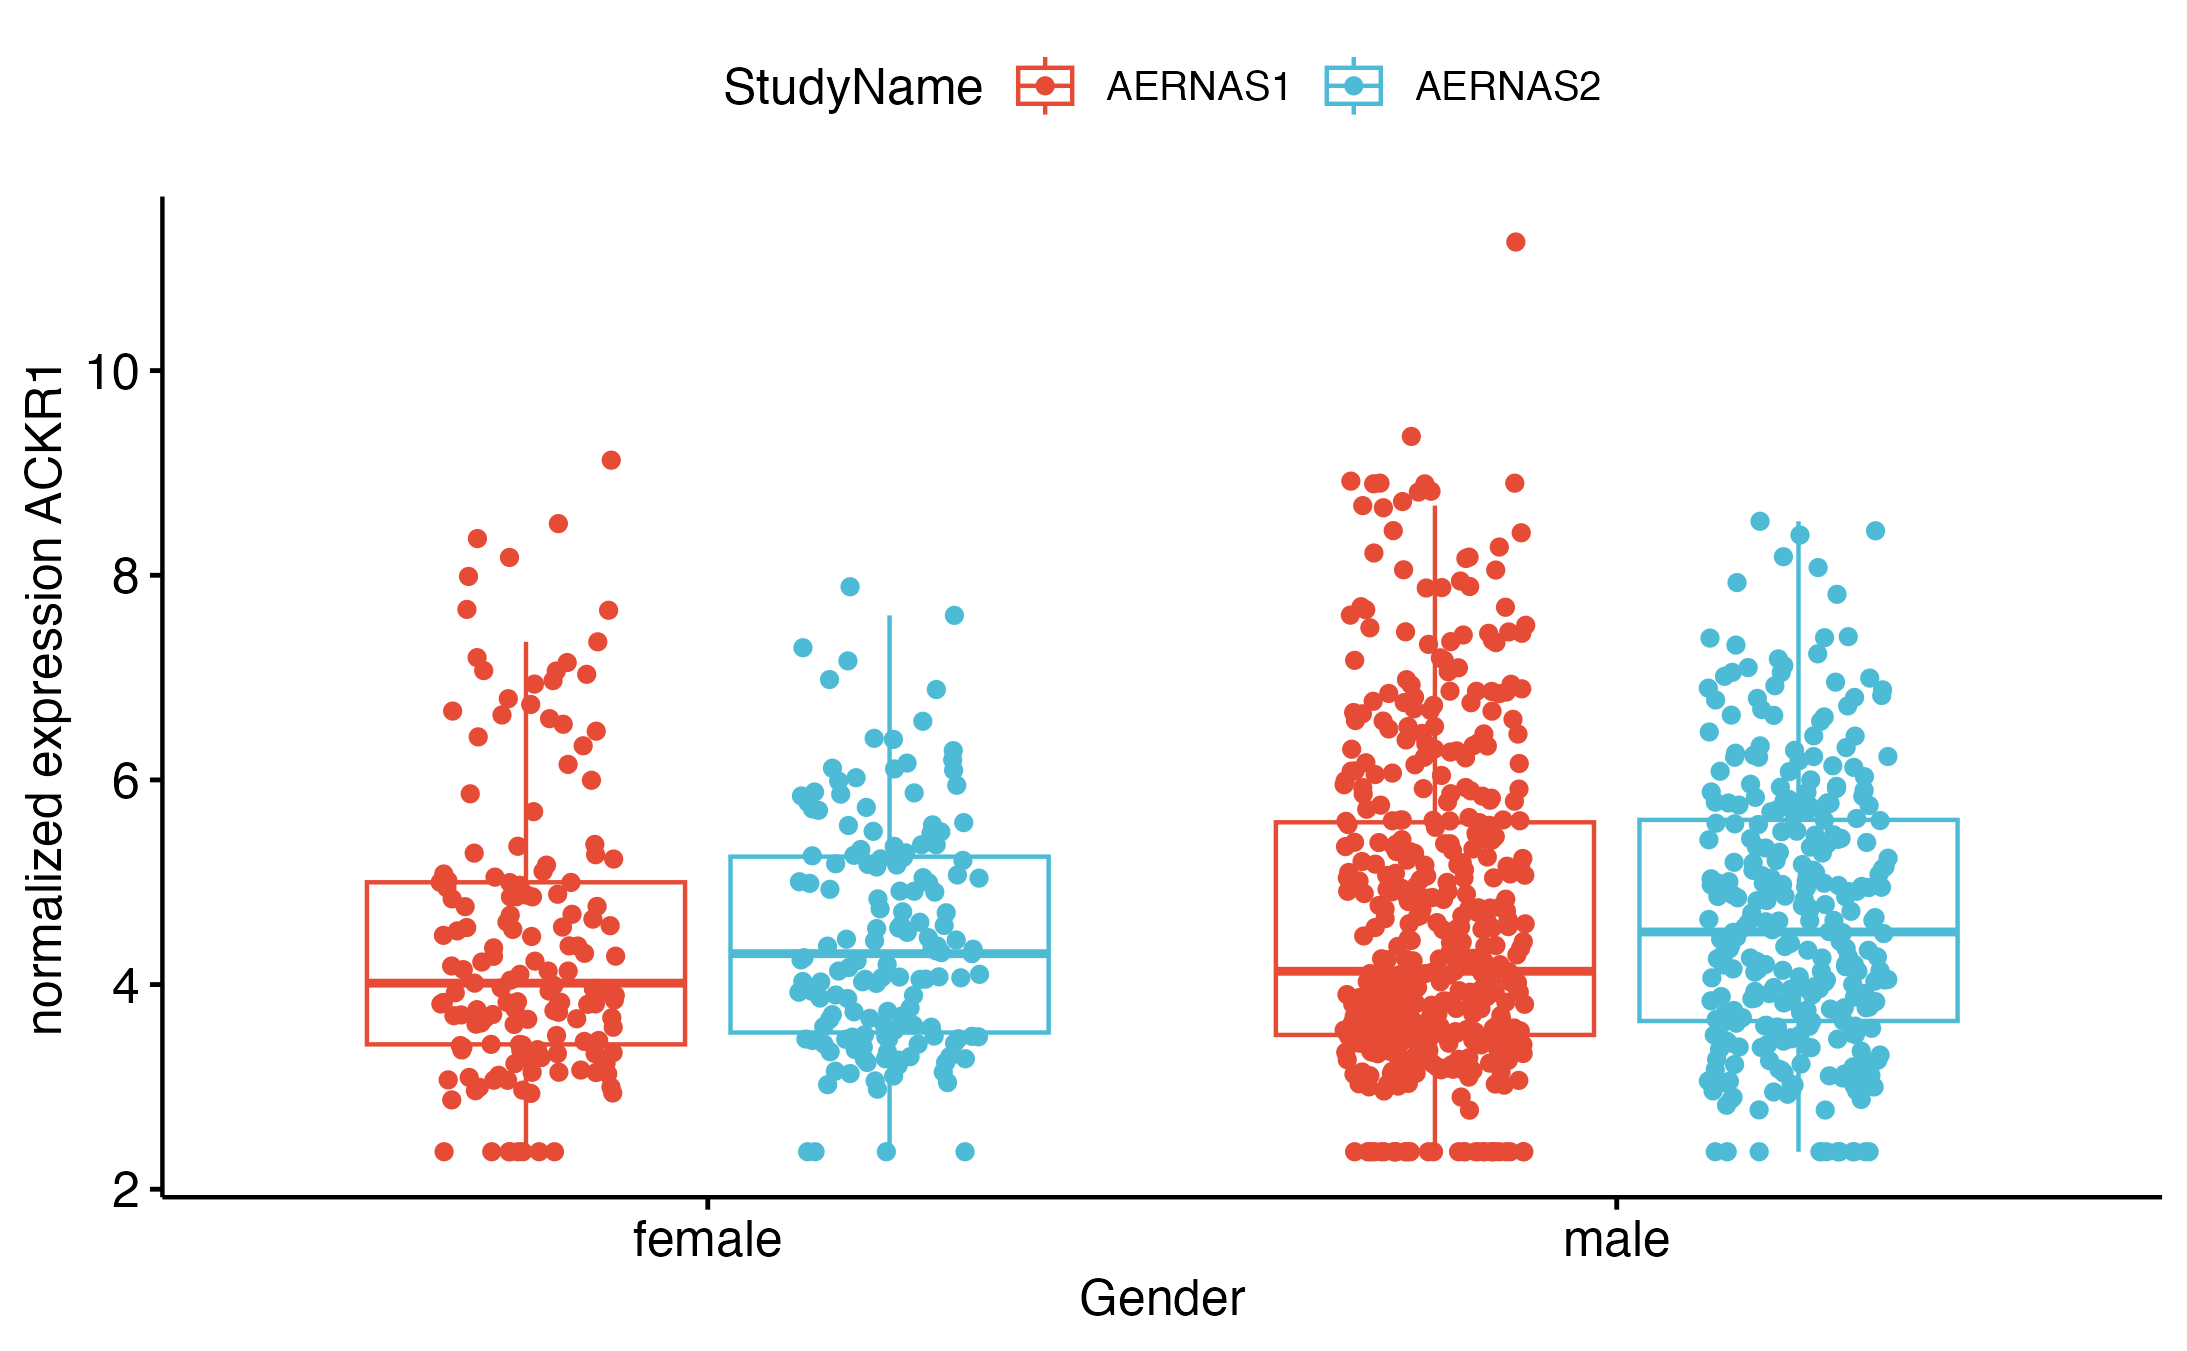 StudyName AERNAS1 AERNAS2
normalized expression ACKR1
10
8
6
4
2
female male
Gender